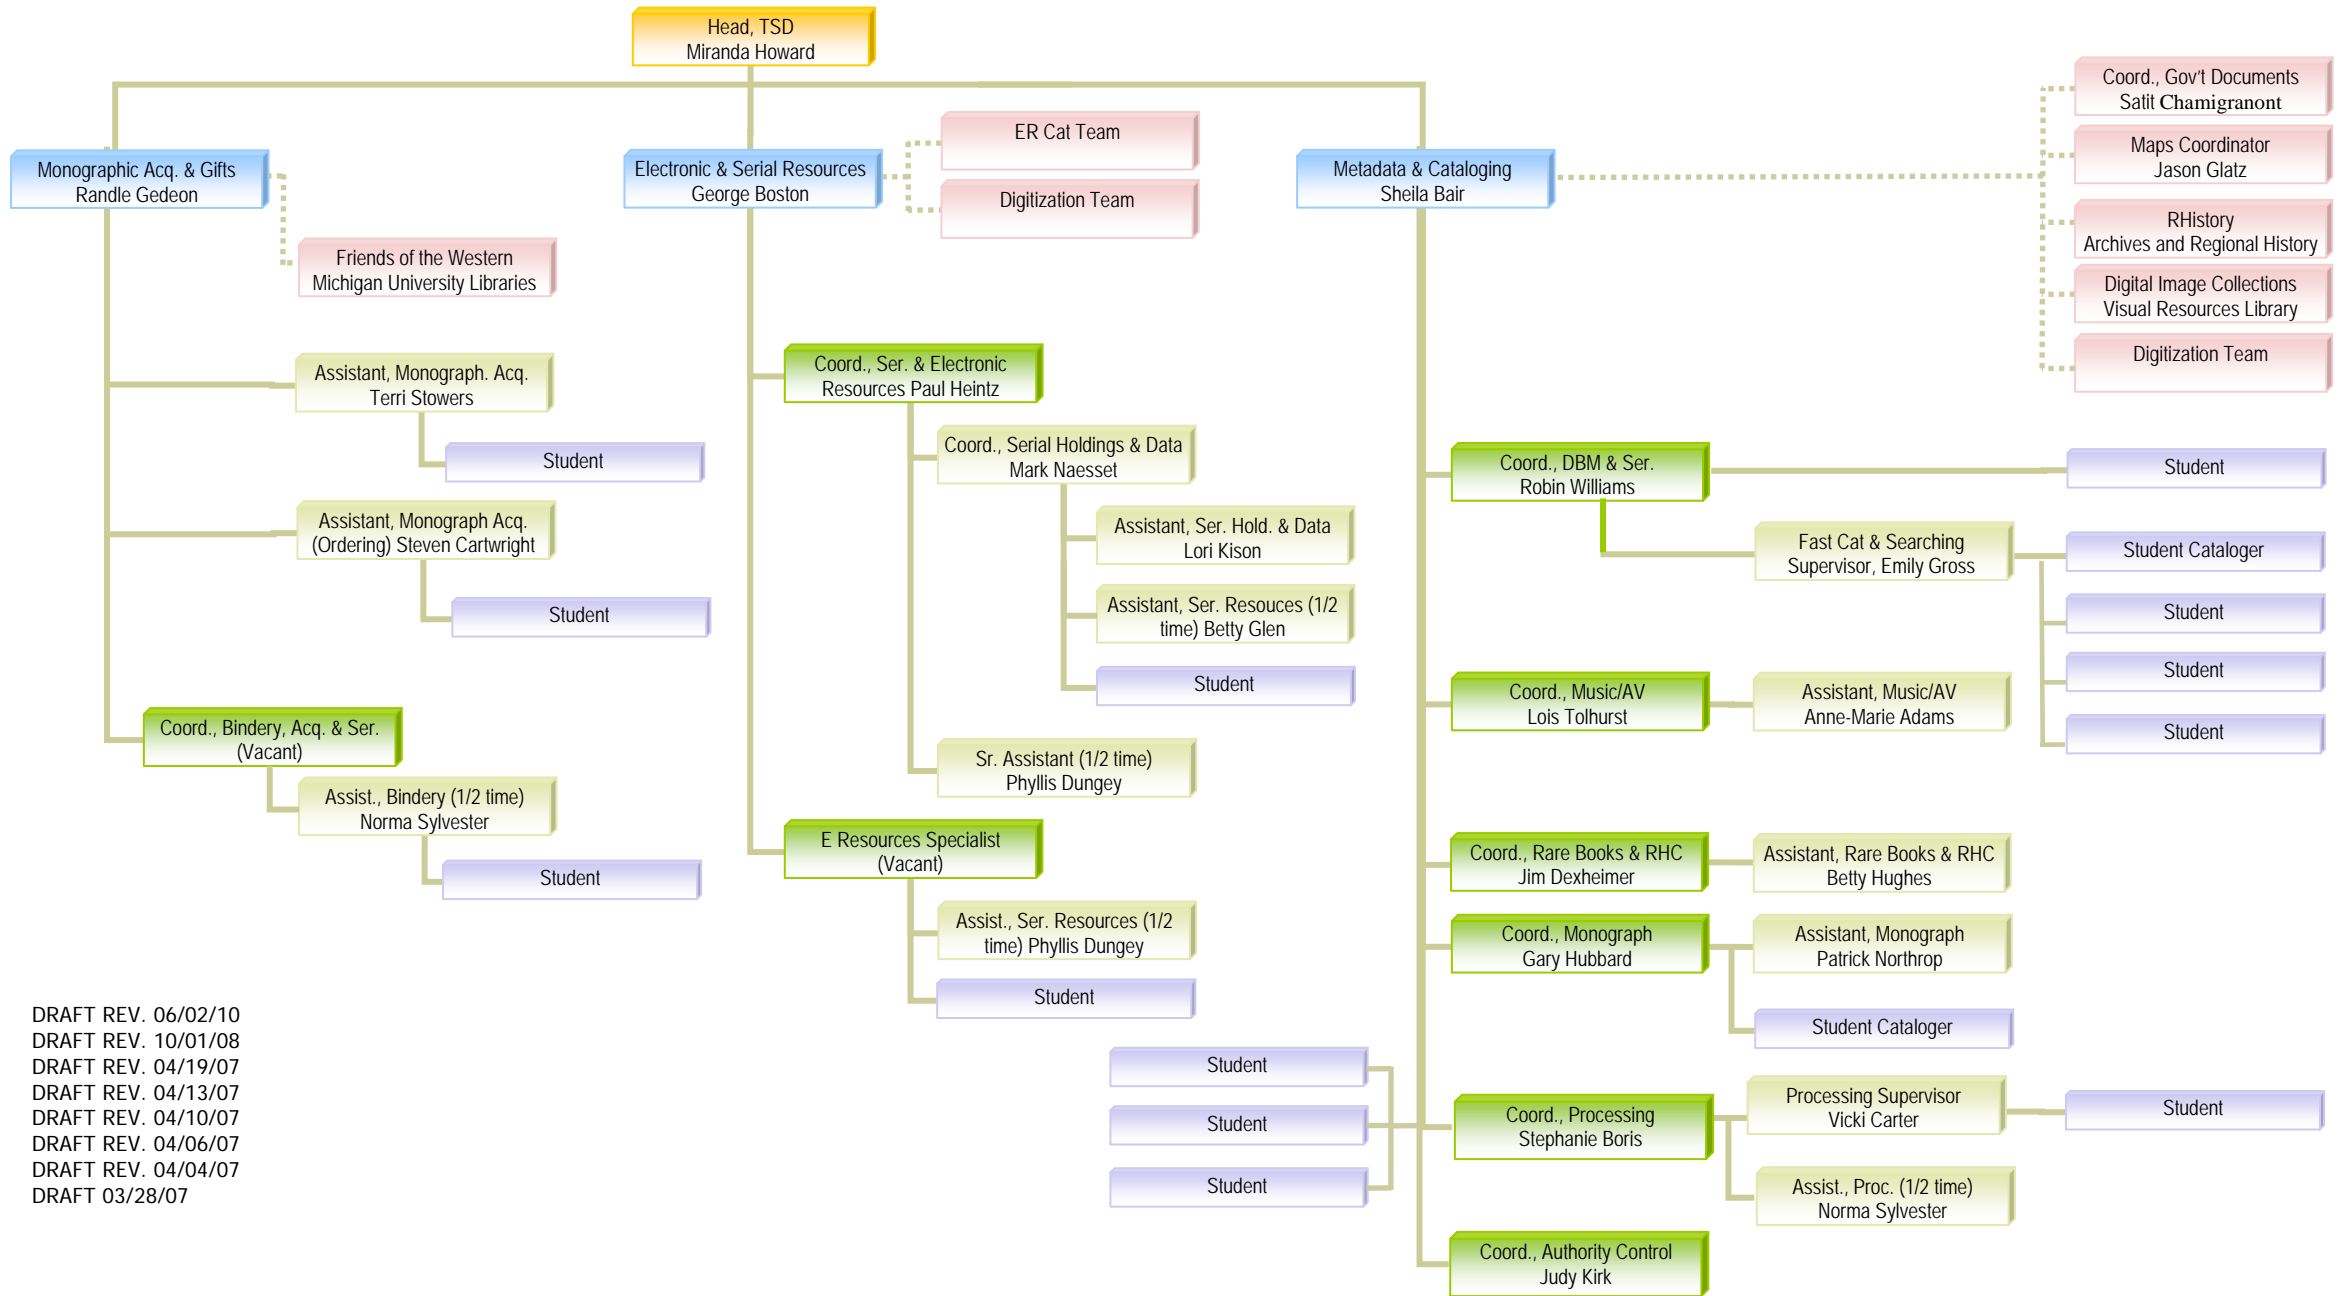 Head, TSD
Miranda Howard
Monographic Acq. & Gifts
Randle Gedeon
Friends of the Western
Michigan University Libraries
Assistant, Monograph. Acq.
Terri Stowers
Student
Assistant, Monograph Acq.
(Ordering) Steven Cartwright
Student
Coord., Bindery, Acq. & Ser.
(Vacant)
Assist., Bindery (1/2 time)
Norma Sylvester
Student
Electronic & Serial Resources
George Boston
ER Cat Team
Digitization Team
Coord., Ser. & Electronic
Resources Paul Heintz
Coord., Serial Holdings & Data
Mark Naesset
Assistant, Ser. Hold. & Data
Lori Kison
Assistant, Ser. Resouces (1/2
time) Betty Glen
Student
Sr. Assistant (1/2 time)
Phyllis Dungey
E Resources Specialist
(Vacant)
Assist., Ser. Resources (1/2
time) Phyllis Dungey
Student
Metadata & Cataloging
Sheila Bair
Coord., Gov't Documents
Satit Chamigranont
Maps Coordinator
Jason Glatz
RHistory
Archives and Regional History
Digital Image Collections
Visual Resources Library
Digitization Team
Coord., DBM & Ser.
Robin Williams
Student
Fast Cat & Searching
Supervisor, Emily Gross
Student Cataloger
Student
Student
Student
Coord., Music/AV
Lois Tolhurst
Assistant, Music/AV
Anne-Marie Adams
Coord., Rare Books & RHC
Jim Dexheimer
Assistant, Rare Books & RHC
Betty Hughes
Coord., Monograph
Gary Hubbard
Assistant, Monograph
Patrick Northrop
Student Cataloger
Student
Student
Student
Coord., Processing
Stephanie Boris
Processing Supervisor
Vicki Carter
Student
Assist., Proc. (1/2 time)
Norma Sylvester
Coord., Authority Control
Judy Kirk
DRAFT REV. 06/02/10
DRAFT REV. 10/01/08
DRAFT REV. 04/19/07
DRAFT REV. 04/13/07
DRAFT REV. 04/10/07
DRAFT REV. 04/06/07
DRAFT REV. 04/04/07
DRAFT 03/28/07